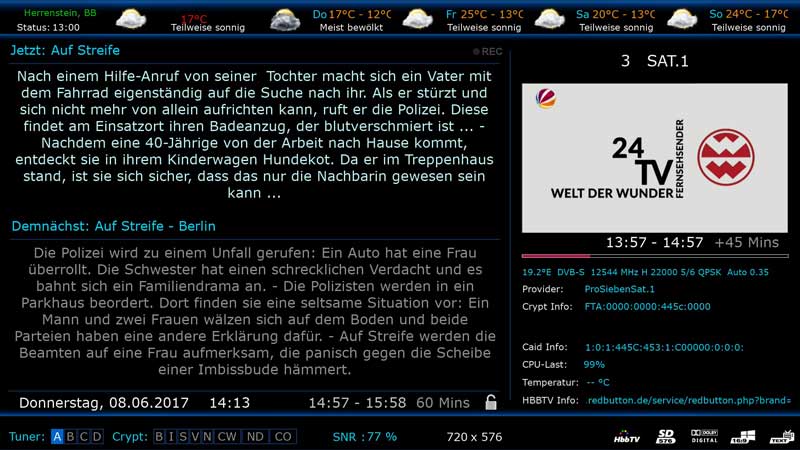 Herrenstein, BB
Status: 13:00
17°C
Teilweise sonnig
Do 17°C - 12°C
Meist bewölkt
Fr 25°C - 13°C
Teilweise sonnig
Sa 20°C - 13°C
Teilweise sonnig
So 24°C - 17°C
Teilweise sonnig
Jetzt: Auf Streife
REC
Nach einem Hilfe-Anruf von seiner Tochter macht sich ein Vater mit
dem Fahrrad eigenständig auf die Suche nach ihr. Als er stürzt und
sich nicht mehr von allein aufrichten kann, ruft er die Polizei. Diese
findet am Einsatzort ihren Badeanzug, der blutverschmiert ist ... -
Nachdem eine 40-Jährige von der Arbeit nach Hause kommt,
entdeckt sie in ihrem Kinderwagen Hundekot. Da er im Treppenhaus
stand, ist sie sich sicher, dass das nur die Nachbarin gewesen sein
kann ...
Demnächst: Auf Streife - Berlin
Die Polizei wird zu einem Unfall gerufen: Ein Auto hat eine Frau
überrollt. Die Schwester hat einen schrecklichen Verdacht und es
bahnt sich ein Familiendrama an. - Die Polizisten werden in ein
Parkhaus beordert. Dort finden sie eine seltsame Situation vor: Ein
Mann und zwei Frauen wälzen sich auf dem Boden und beide
Parteien haben eine andere Erklärung dafür. - Auf Streife werden die
Beamten auf eine Frau aufmerksam, die panisch gegen die Scheibe
einer Imbissbude hämmert.
Donnerstag, 08.06.2017 14:13 14:57 - 15:58 60 Mins
3 SAT.1
24
TV
FERNSEHSENDER
WELT DER WUNDER
13:57 - 14:57 +45 Mins
19.2°E DVB-S 12544 MHz H 22000 5/6 QPSK Auto 0.35
Provider: ProSiebenSat.1
Crypt Info: FTA:0000:0000:445c:0000
Caid Info: 1:0:1:445C:453:1:C00000:0:0:0:
CPU-Last: 99%
Temperatur: -- °C
HBBTV Info: .redbutton.de/service/redbutton.php?brand=
Tuner: A B C D Crypt: B I S V N CW ND CO SNR : 77 % 720 x 576
HbbTV
SD
576
DOLBY
DIGITAL
16:9
TEXT